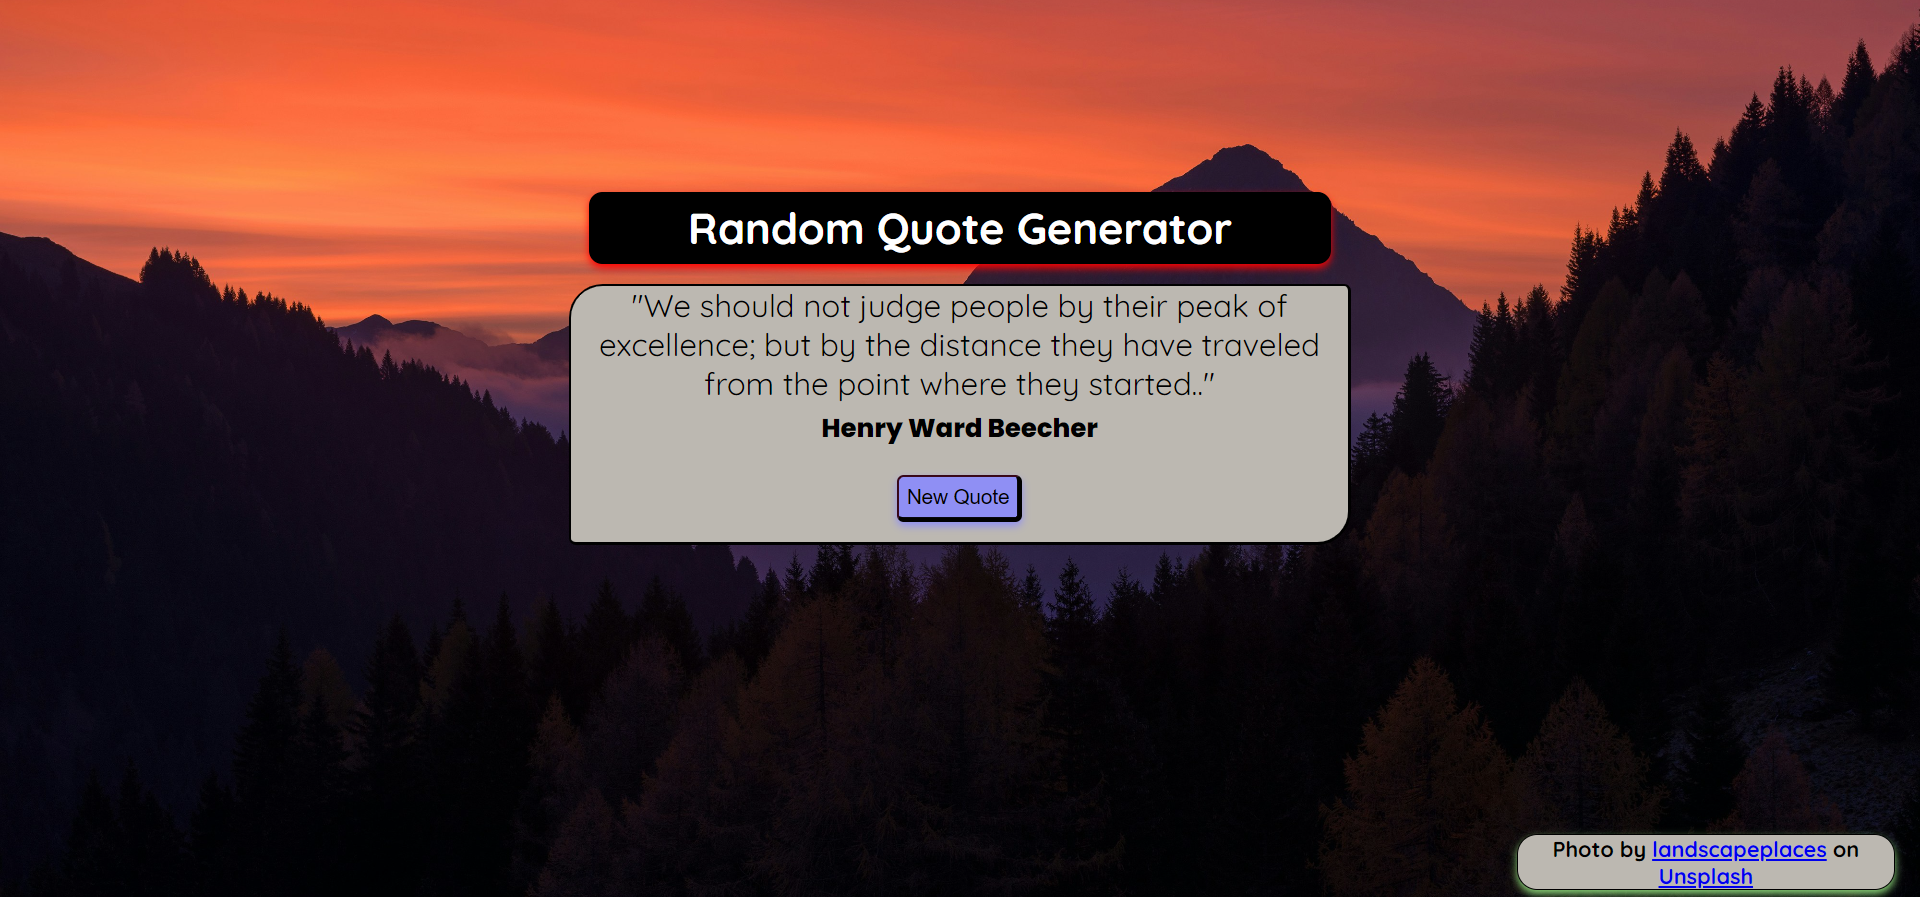 Random Quote Generator
"We should not judge people by their peak of
excellence; but by the distance they have traveled
from the point where they started.."
Henry Ward Beecher
New Quote
Photo by landscapeplaces on
Unsplash